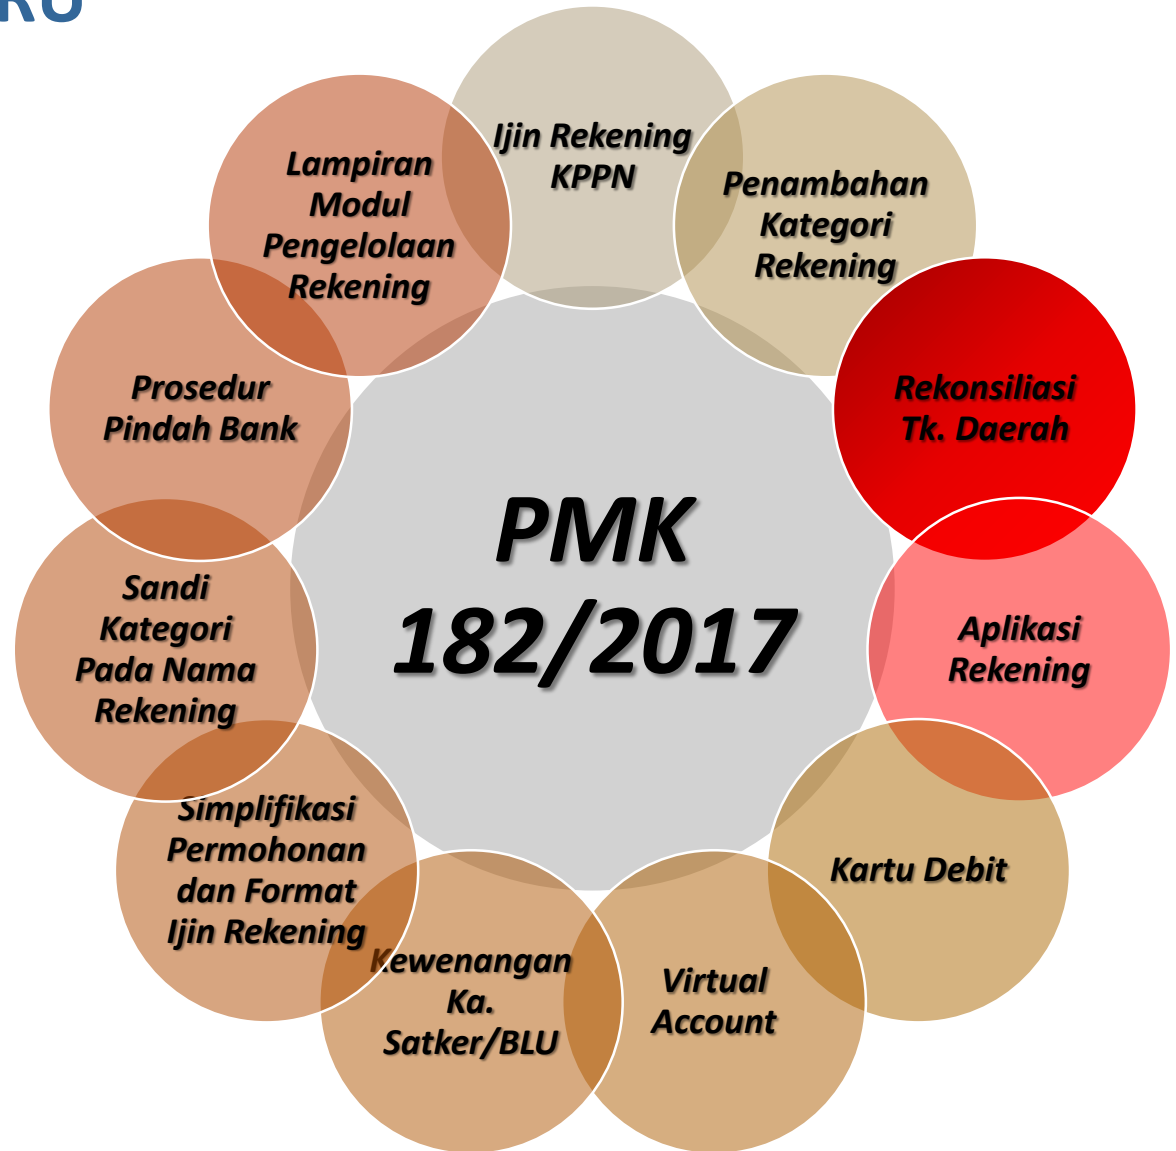 RU
Ijin Rekening
KPPN
Penambahan
Kategori
Rekening
Rekonsiliasi
Tk. Daerah
Aplikasi
Rekening
Kartu Debit
Virtual
Account
Kewenangan
Ka.
Satker/BLU
Simplifikasi
Permohonan
dan Format
Ijin Rekening
Sandi
Kategori
Pada Nama
Rekening
Prosedur
Pindah Bank
Lampiran
Modul
Pengelolaan
Rekening
PMK
182/2017